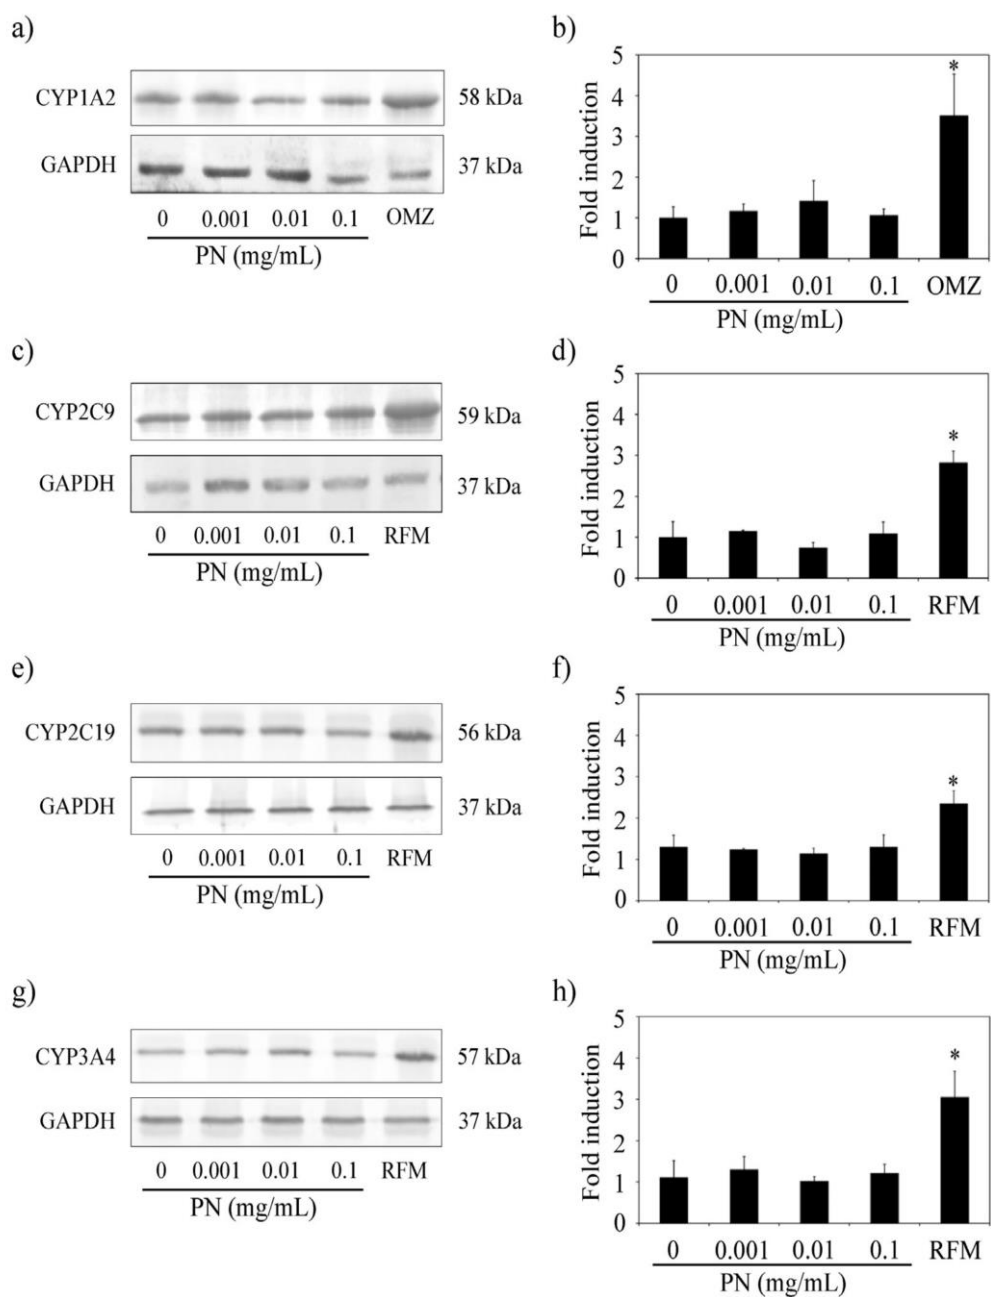 a)
CYP1A2
58 kDa
GAPDH
37 kDa
0 0.001 0.01 0.1 OMZ
PN (mg/mL)
b)
Fold induction
5
4
3
2
1
0
*
0 0.001 0.01 0.1 OMZ
PN (mg/mL)
c)
CYP2C9
59 kDa
GAPDH
37 kDa
0 0.001 0.01 0.1 RFM
PN (mg/mL)
d)
Fold induction
5
4
3
2
1
0
*
0 0.001 0.01 0.1 RFM
PN (mg/mL)
e)
CYP2C19
56 kDa
GAPDH
37 kDa
0 0.001 0.01 0.1 RFM
PN (mg/mL)
f)
Fold induction
5
4
3
2
1
0
*
0 0.001 0.01 0.1 RFM
PN (mg/mL)
g)
CYP3A4
57 kDa
GAPDH
37 kDa
0 0.001 0.01 0.1 RFM
PN (mg/mL)
h)
Fold induction
5
4
3
2
1
0
*
0 0.001 0.01 0.1 RFM
PN (mg/mL)